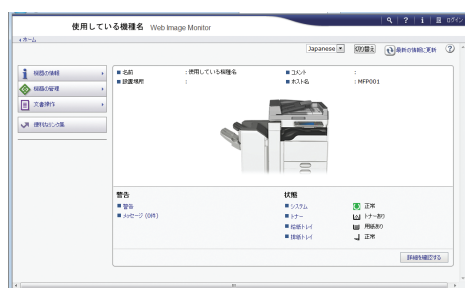 使用している機種名 Web Image Monitor
ログイン
ホーム
Japanese 切り替え 最新の情報に更新
機器の情報
機器の管理
文書操作
便利なリンク集
名前 : 使用している機種名
設置場所 :
コメント :
ホスト名 : MFP001
警告
警告
メッセージ (0件)
状態
システム 正常
トナー トナーあり
給紙トレイ 用紙あり
排紙トレイ 正常
詳細を確認する